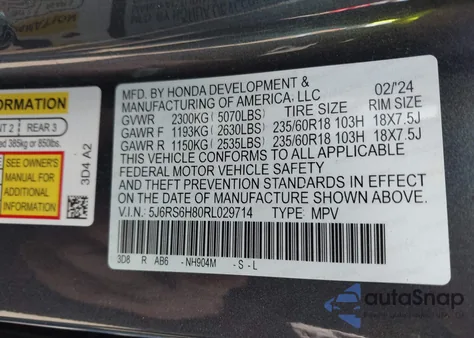 FORMATION
NT 2 REAR 3
ed 385kg or 850lbs.
SEE OWNER'S
MANUAL FOR
ADDITIONAL
INFORMATION
3D4 A2
MFD. BY HONDA DEVELOPMENT & 02/'24
MANUFACTURING OF AMERICA, LLC
GVWR 2300KG (5070LBS) TIRE SIZE RIM SIZE
GAWR F 1193KG (2630LBS) 235/60R18 103H 18X7.5J
GAWR R 1150KG (2535LBS) 235/60R18 103H 18X7.5J
THIS VEHICLE CONFORMS TO ALL APPLICABLE
FEDERAL MOTOR VEHICLE SAFETY
AND THEFT PREVENTION STANDARDS IN EFFECT
ON THE DATE OF MANUFACTURE SHOWN ABOVE.
V.I.N: 5J6RS6H80RL029714 TYPE: MPV
3D8 R AB6 -NH904M -S-L
autoSnap